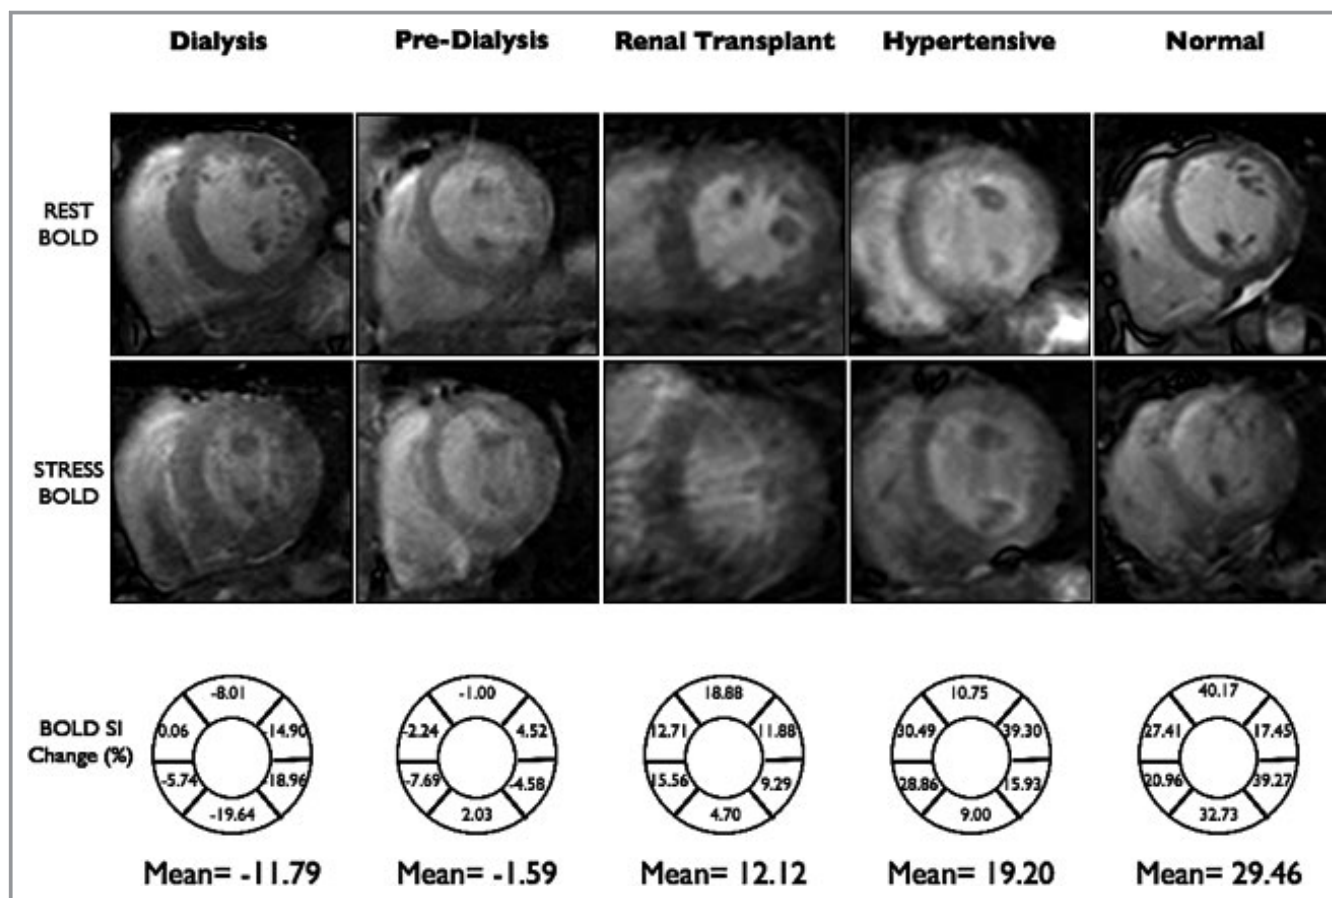 Dialysis Pre-Dialysis Renal Transplant Hypertensive Normal
REST
BOLD
STRESS
BOLD
-8.01 -1.00 18.88 10.75 40.17
BOLD SI
Change (%)
0.06 -14.90 -2.24 4.52 12.71 11.88 30.49 39.30 27.41 17.45
-5.74 -18.96 -7.69 -4.58 15.56 9.29 28.86 15.93 20.96 39.27
-19.64 2.03 4.70 9.00 32.73
Mean= -11.79 Mean= -1.59 Mean= 12.12 Mean= 19.20 Mean= 29.46